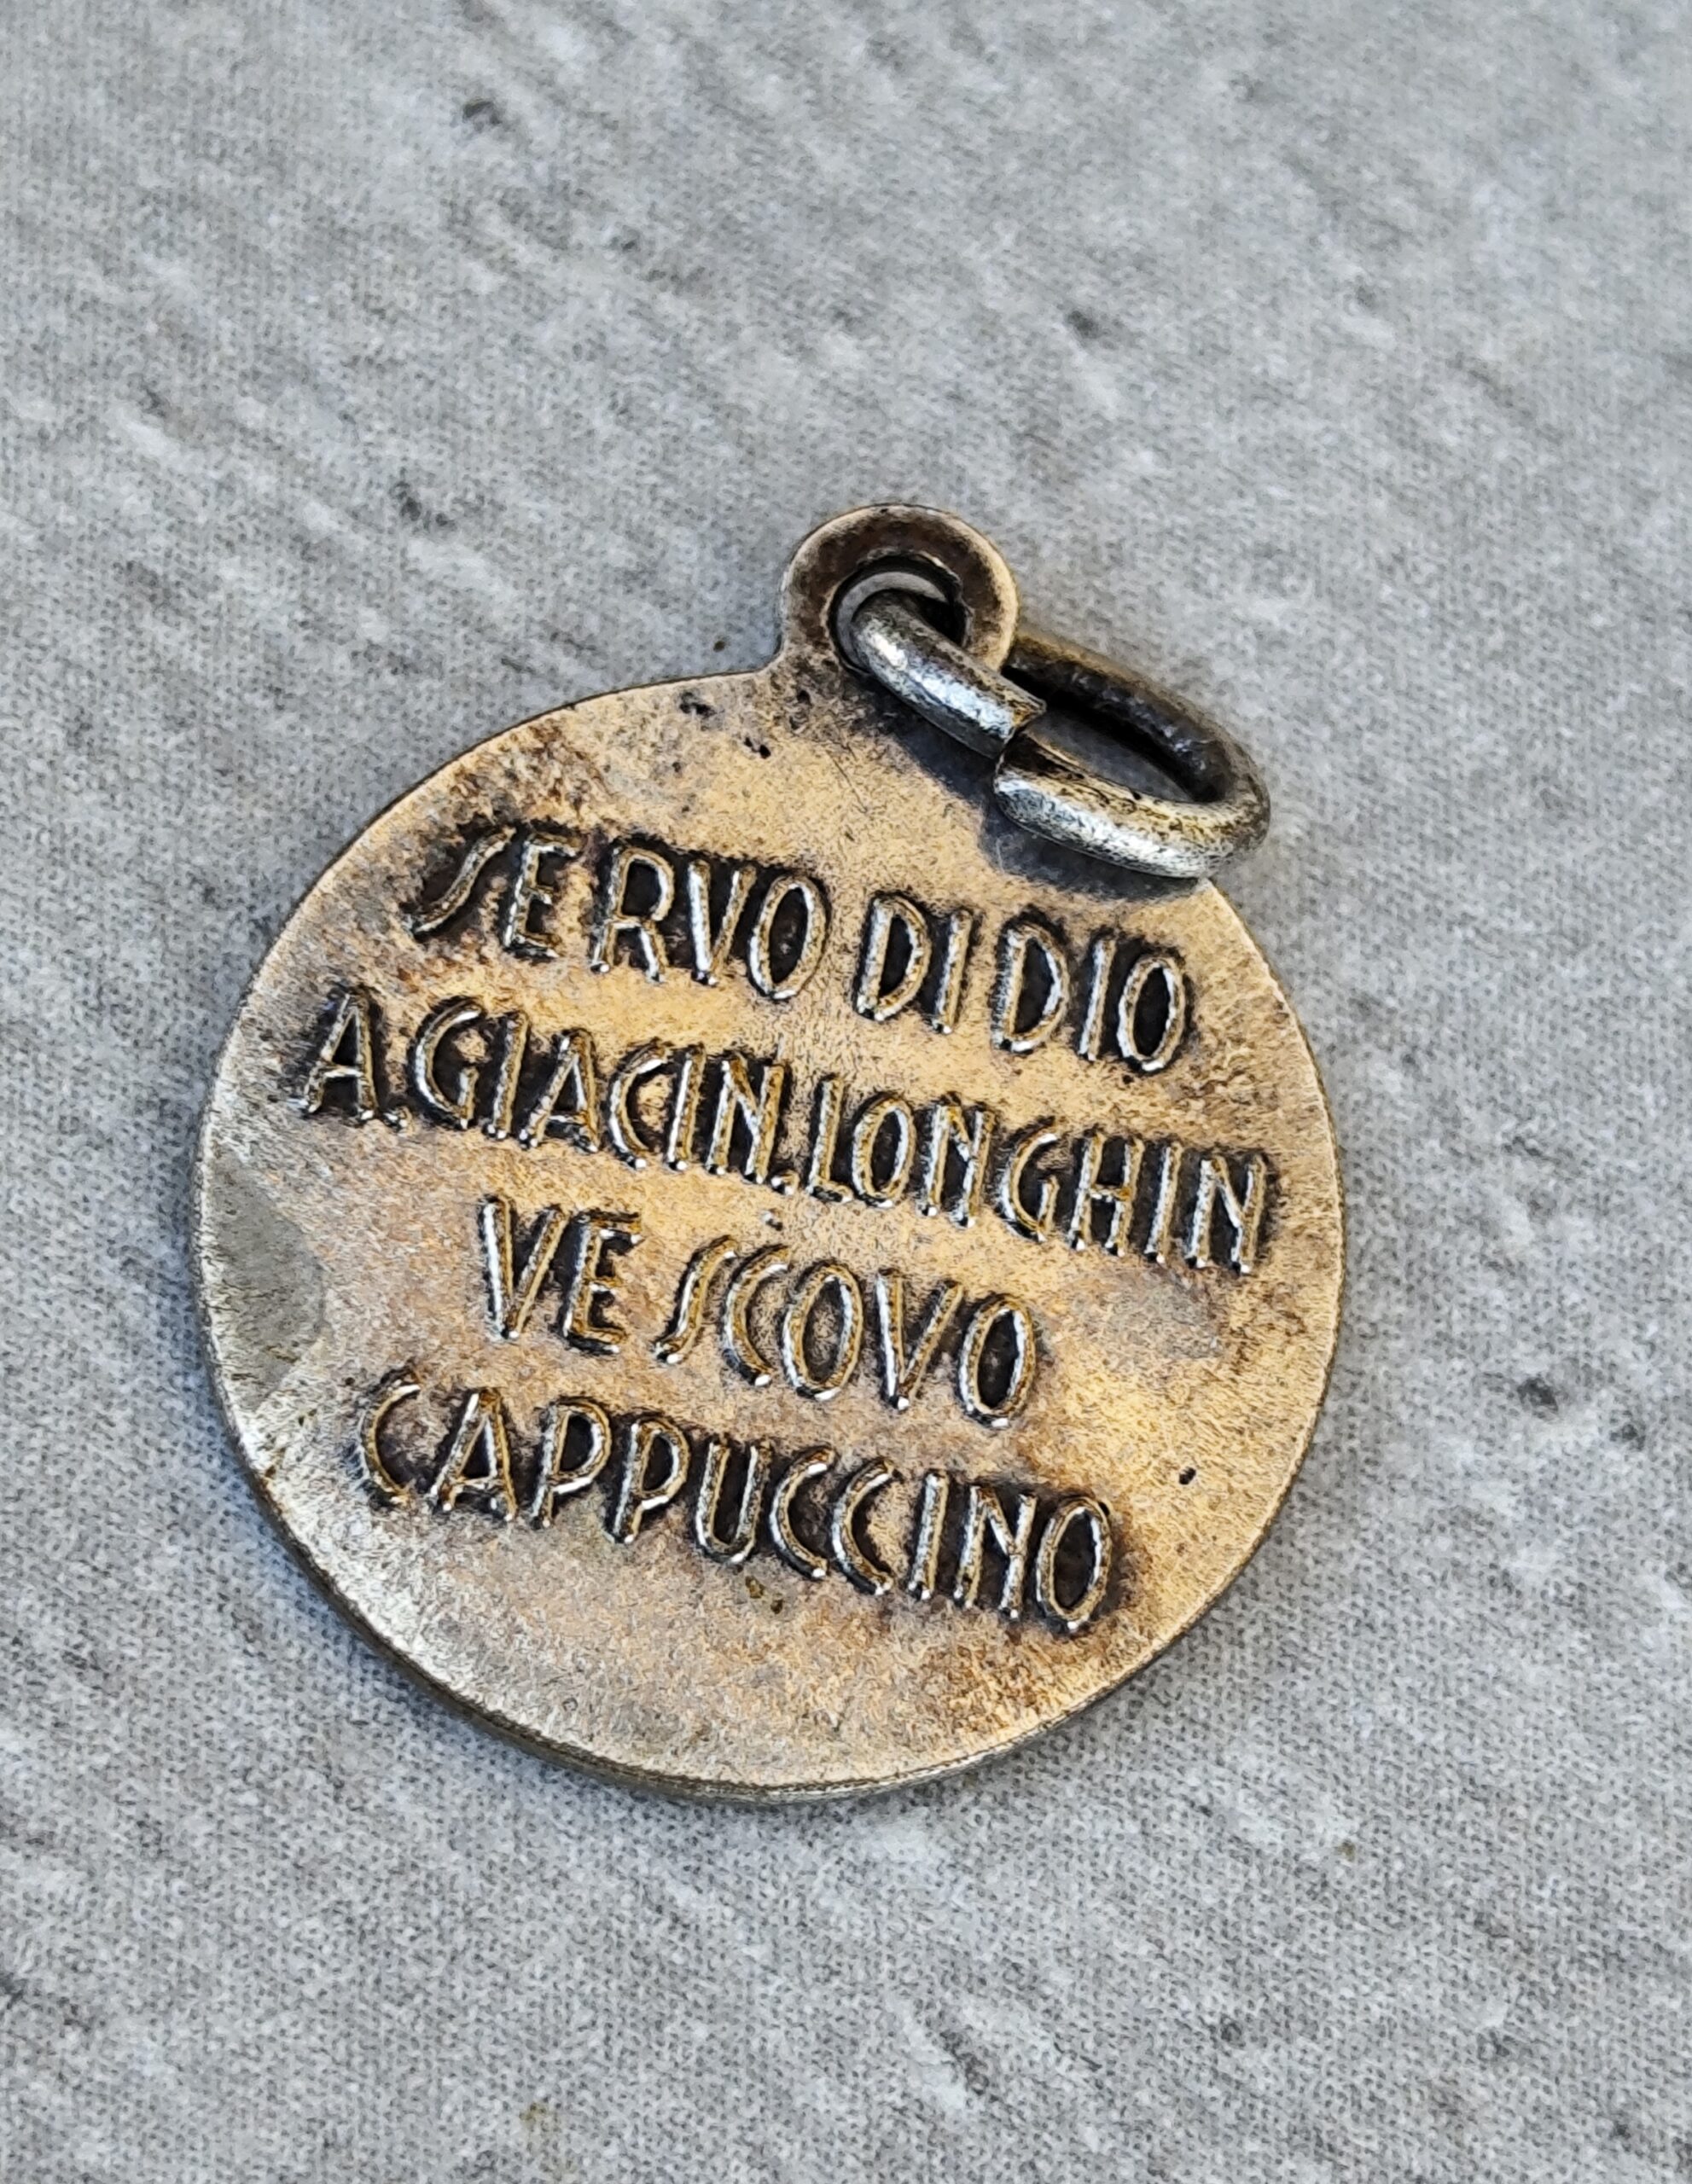 SERVO DI DIO
A.GIACIN.LONGHIN
VESCOVO
CAPPUCCINO